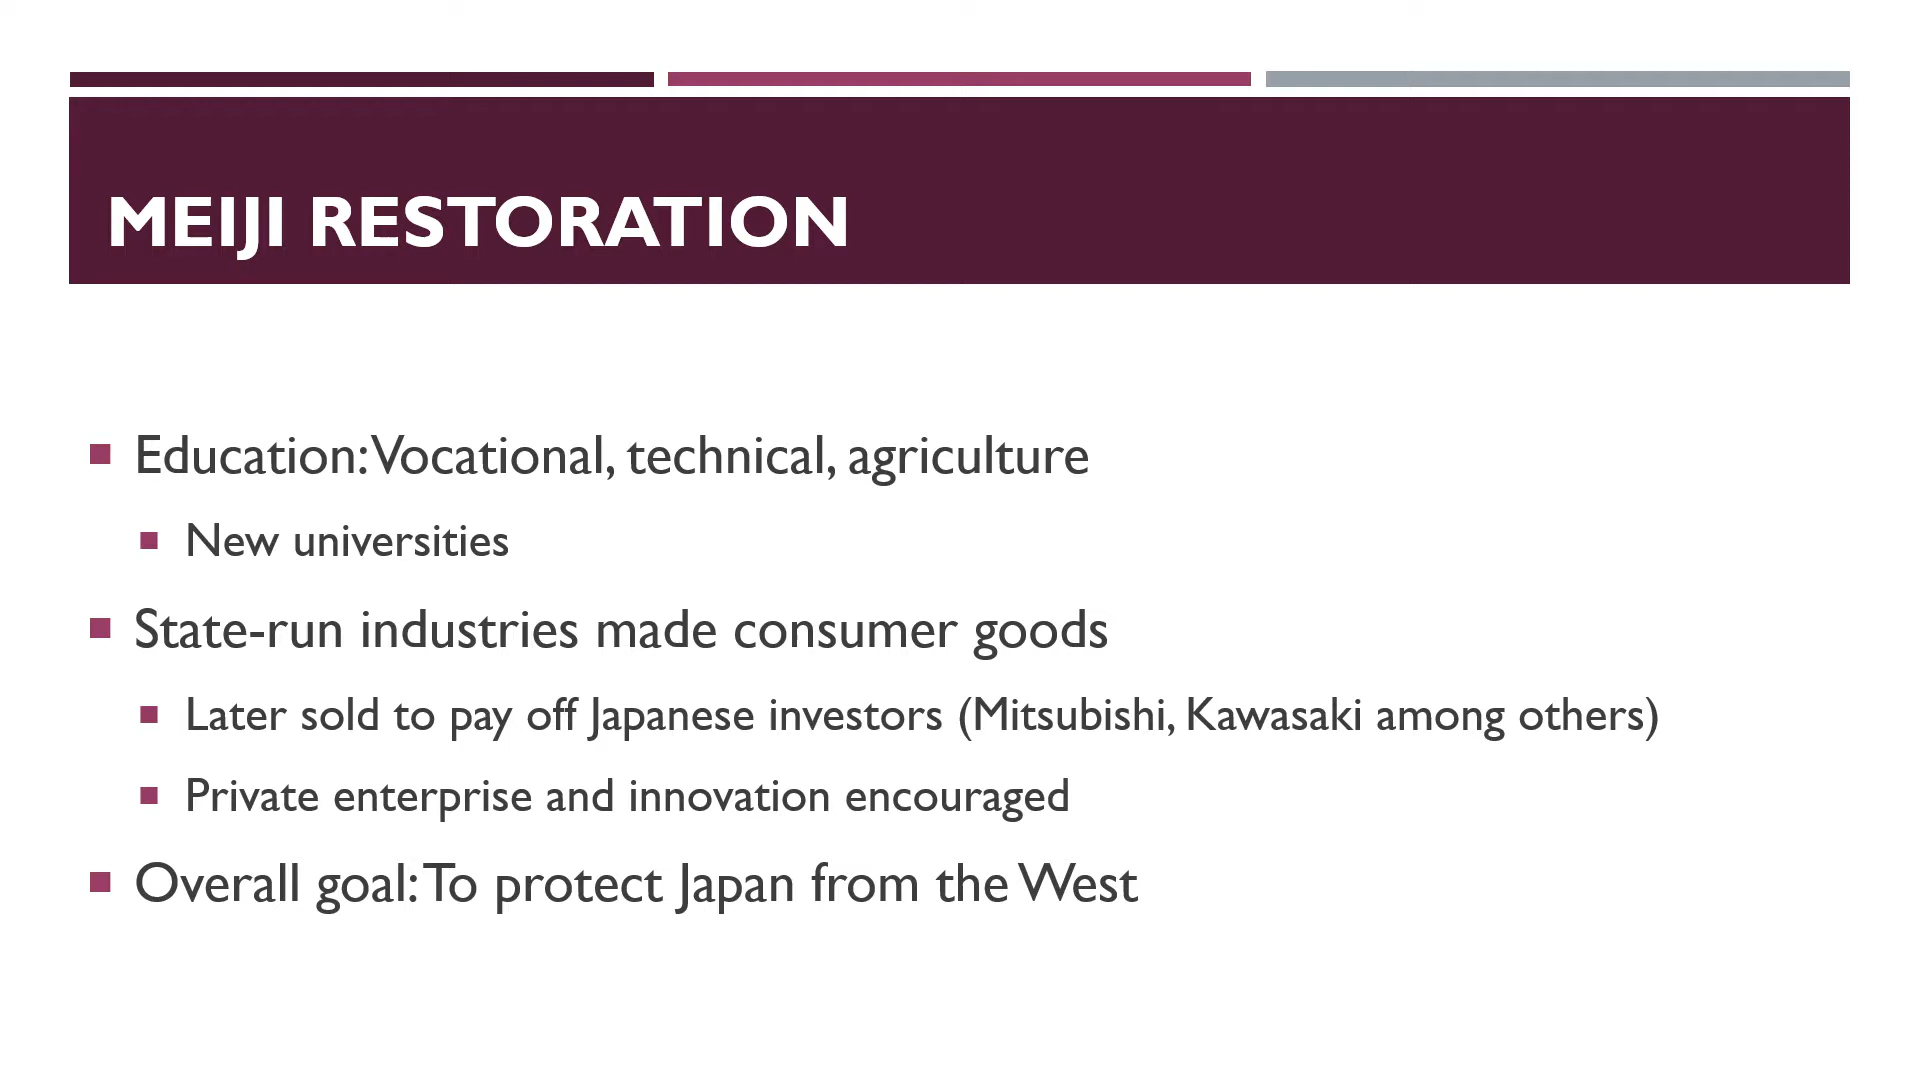 MEIJI RESTORATION
Education: Vocational, technical, agriculture
New universities
State-run industries made consumer goods
Later sold to pay off Japanese investors (Mitsubishi, Kawasaki among others)
Private enterprise and innovation encouraged
Overall goal: To protect Japan from the West